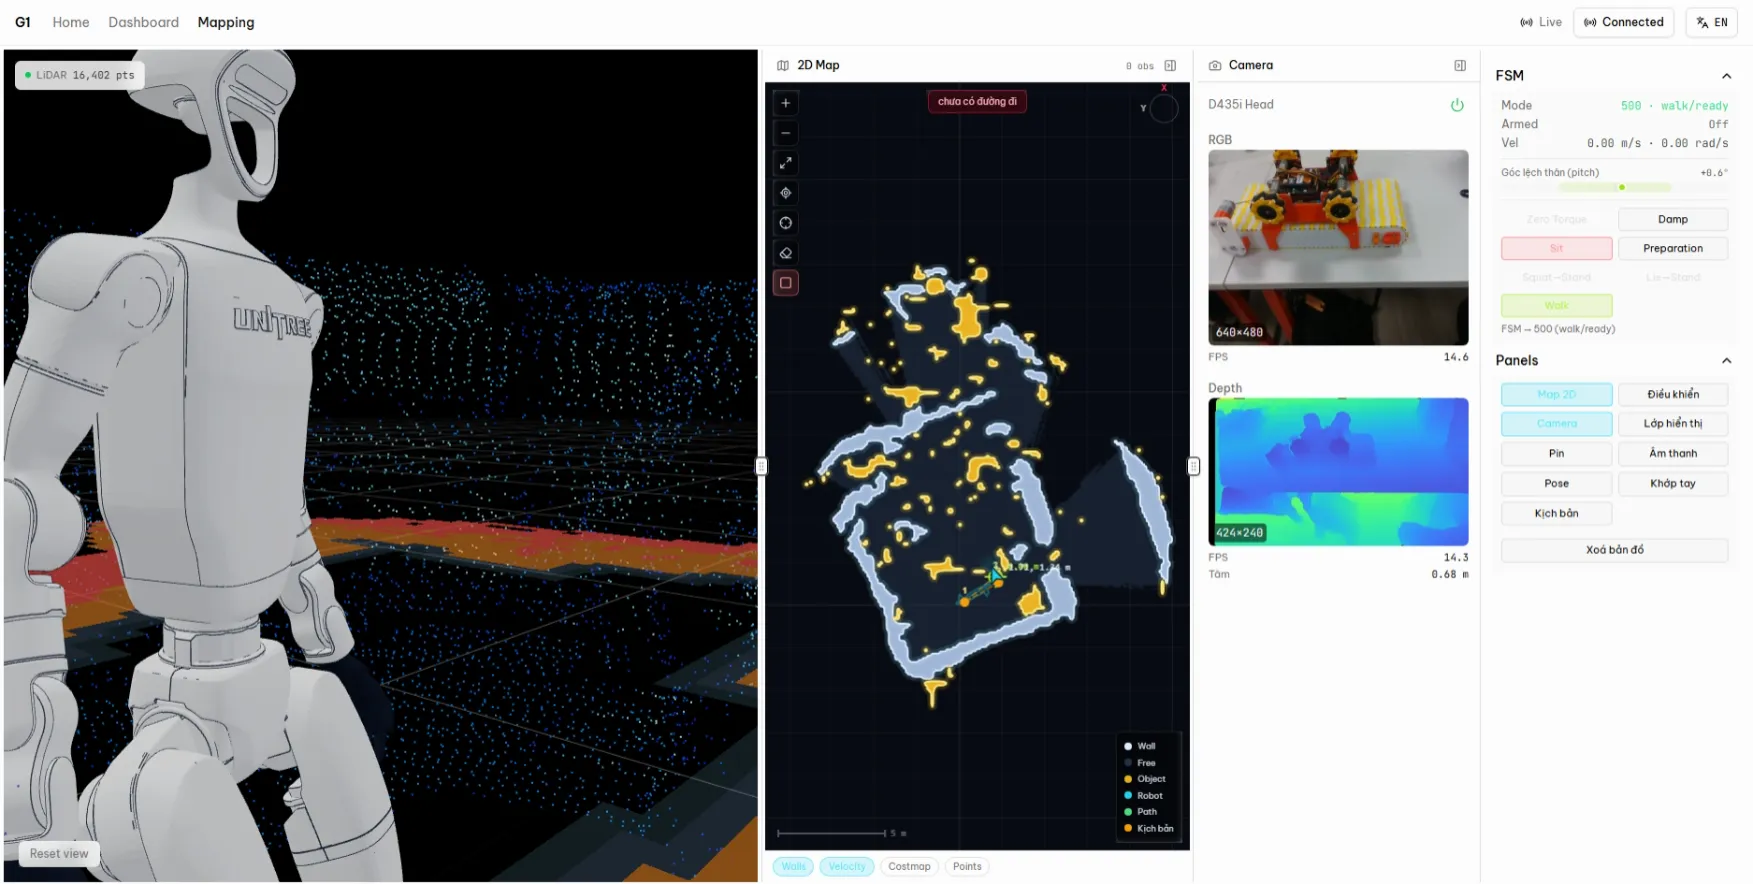 G1 Home Dashboard Mapping
Live Connected EN
LiDAR 16,402 pts
UNITREE
Reset view
2D Map
0 obs
chưa có đường đi
X
Y
5 m
Wall
Free
Object
Robot
Path
Kịch bản
Walls Velocity Costmap Points
Camera
D435i Head
RGB
640×480
FPS 14.6
Depth
424×240
FPS 14.3
Tâm 0.68 m
FSM
Mode 500 · walk/ready
Armed Off
Vel 0.00 m/s · 0.00 rad/s
Góc lệch thân (pitch) +0.6°
Zero Torque Damp
Sit Preparation
Squat→Stand Lie→Stand
Walk
FSM → 500 (walk/ready)
Panels
Map 2D Điều khiển
Camera Lớp hiển thị
Pin Âm thanh
Pose Khớp tay
Kịch bản
Xoá bản đồ